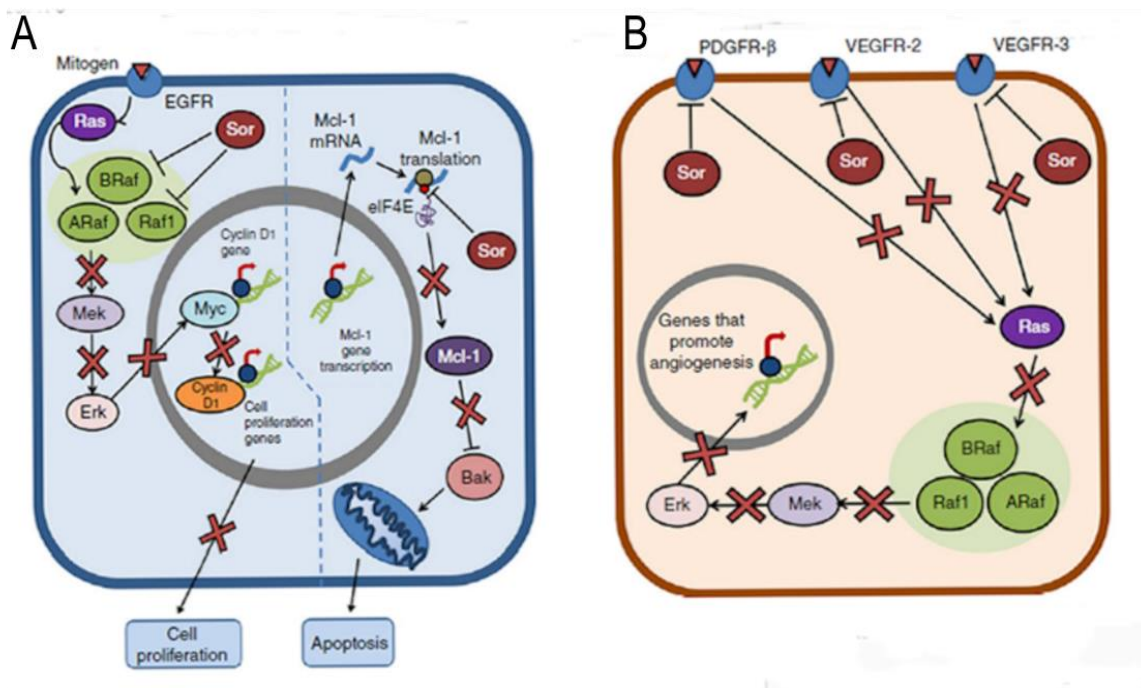 A
Mitogen
EGFR
Ras
Sor
BRaf
ARaf
Raf1
Mek
Erk
Myc
Cyclin D1
gene
Cyclin
D1
Cell
proliferation
genes
Mcl-1
mRNA
Mcl-1
translation
eIF4E
Sor
Mcl-1
gene
transcription
Mcl-1
Bak
Cell
proliferation
Apoptosis
B
PDGFR-β
VEGFR-2
VEGFR-3
Sor
Sor
Sor
Ras
Genes that
promote
angiogenesis
BRaf
Raf1
ARaf
Mek
Erk